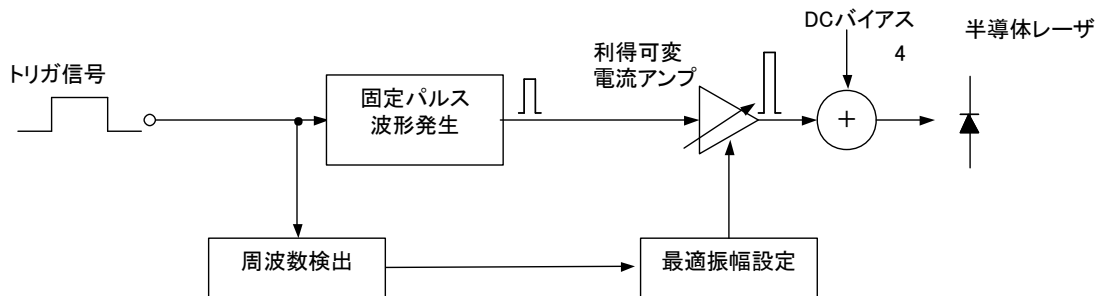 DCバイアス
半導体レーザ
4
利得可変
電流アンプ
トリガ信号
固定パルス
波形発生
+
周波数検出
最適振幅設定